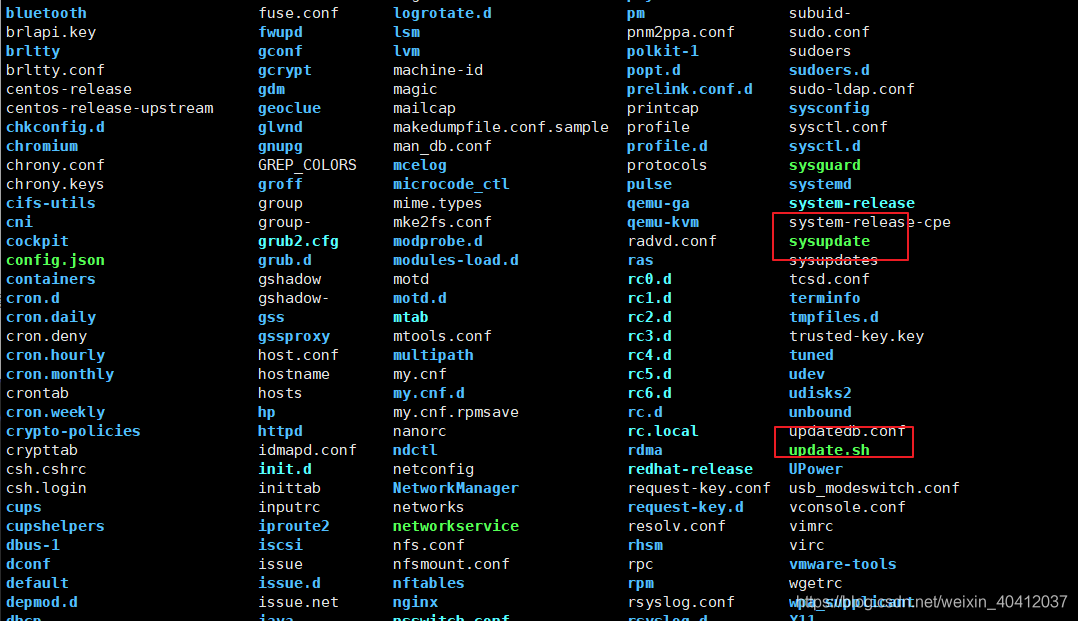 bluetooth fuse.conf logrotate.d pm subuid-
brlapi.key fwupd lsm pnm2ppa.conf sudo.conf
brltty gconf lvm polkit-1 sudoers
brltty.conf gcrypt machine-id popt.d sudoers.d
centos-release gdm magic prelink.conf.d sudo-ldap.conf
centos-release-upstream geoclue mailcap printcap sysconfig
chkconfig.d glvnd makedumpfile.conf.sample profile sysctl.conf
chromium gnupg man_db.conf profile.d sysctl.d
chrony.conf GREP_COLORS mcelog protocols sysguard
chrony.keys groff microcode_ctl pulse systemd
cifs-utils group mime.types qemu-ga system-release
cni group- mke2fs.conf qemu-kvm system-release-cpe
cockpit grub2.cfg modprobe.d radvd.conf sysupdate
config.json grub.d modules-load.d ras sysupdates
containers gshadow motd rc0.d tcsd.conf
cron.d gshadow- motd.d rc1.d terminfo
cron.daily gss mtab rc2.d tmpfiles.d
cron.deny gssproxy mtools.conf rc3.d trusted-key.key
cron.hourly host.conf multipath rc4.d tuned
cron.monthly hostname my.cnf rc5.d udev
crontab hosts my.cnf.d rc6.d udisks2
cron.weekly hp my.cnf.rpmsave rc.d unbound
crypto-policies httpd nanorc rc.local updatedb.conf
crypttab idmapd.conf ndctl rdma update.sh
csh.cshrc init.d netconfig redhat-release UPower
csh.login inittab NetworkManager request-key.conf usb_modeswitch.conf
cups inputrc networks request-key.d vconsole.conf
cupshelpers iproute2 networkservice resolv.conf vimrc
dbus-1 iscsi nfs.conf rhsm virc
dconf issue nfsmount.conf rpc vmware-tools
default issue.d nftables rpm wgetrc
depmod.d issue.net nginx rsyslog.conf wpa_supplicant
https://blog.csdn.net/weixin_40412037
dhcp java nsswitch.conf rsyslog.d X11